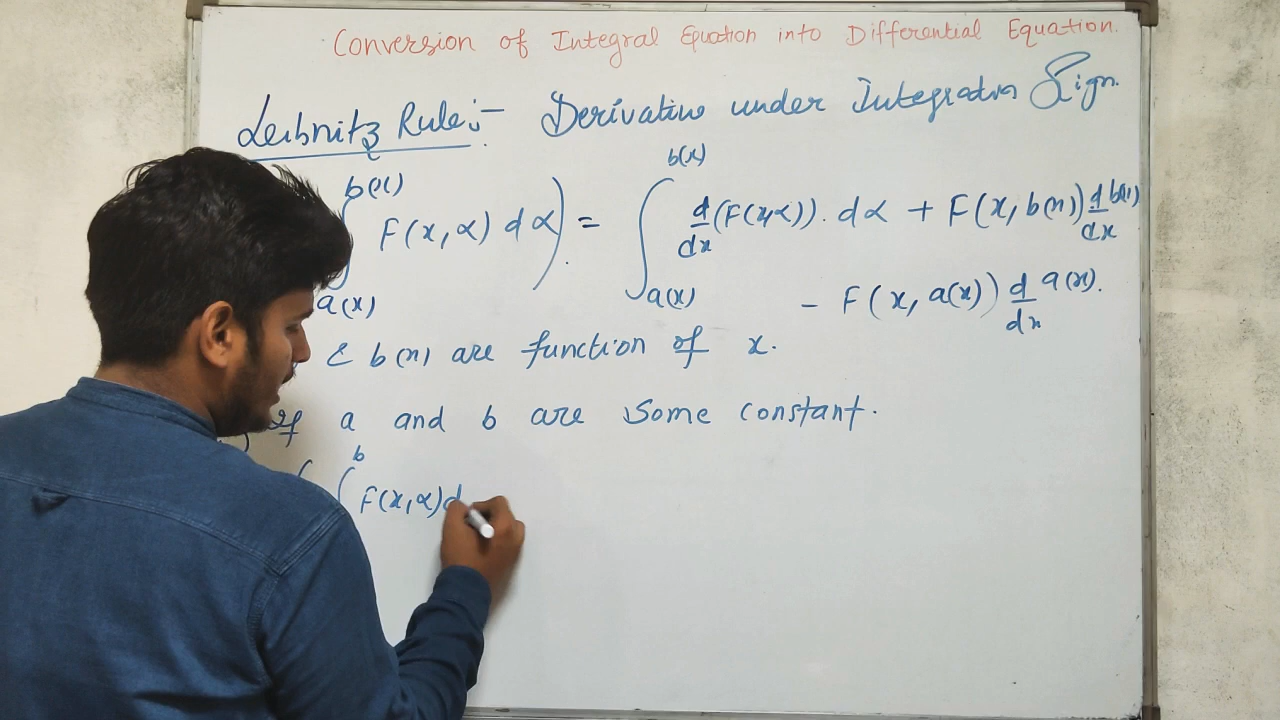 Conversion of Integral Equation into Differential Equation.
Leibnitz Rule:- Derivative under Integration Sign.
b(x) F(x,α) dα) = ∫ b(x) a(x) d/dx (F(x,α)). dα + F(x, b(x)) d/dx b(x)
a(x) - F(x, a(x)) d/dx a(x).
& b(x) are function of x.
If a and b are some constant.
( ∫ b F(x,α)d